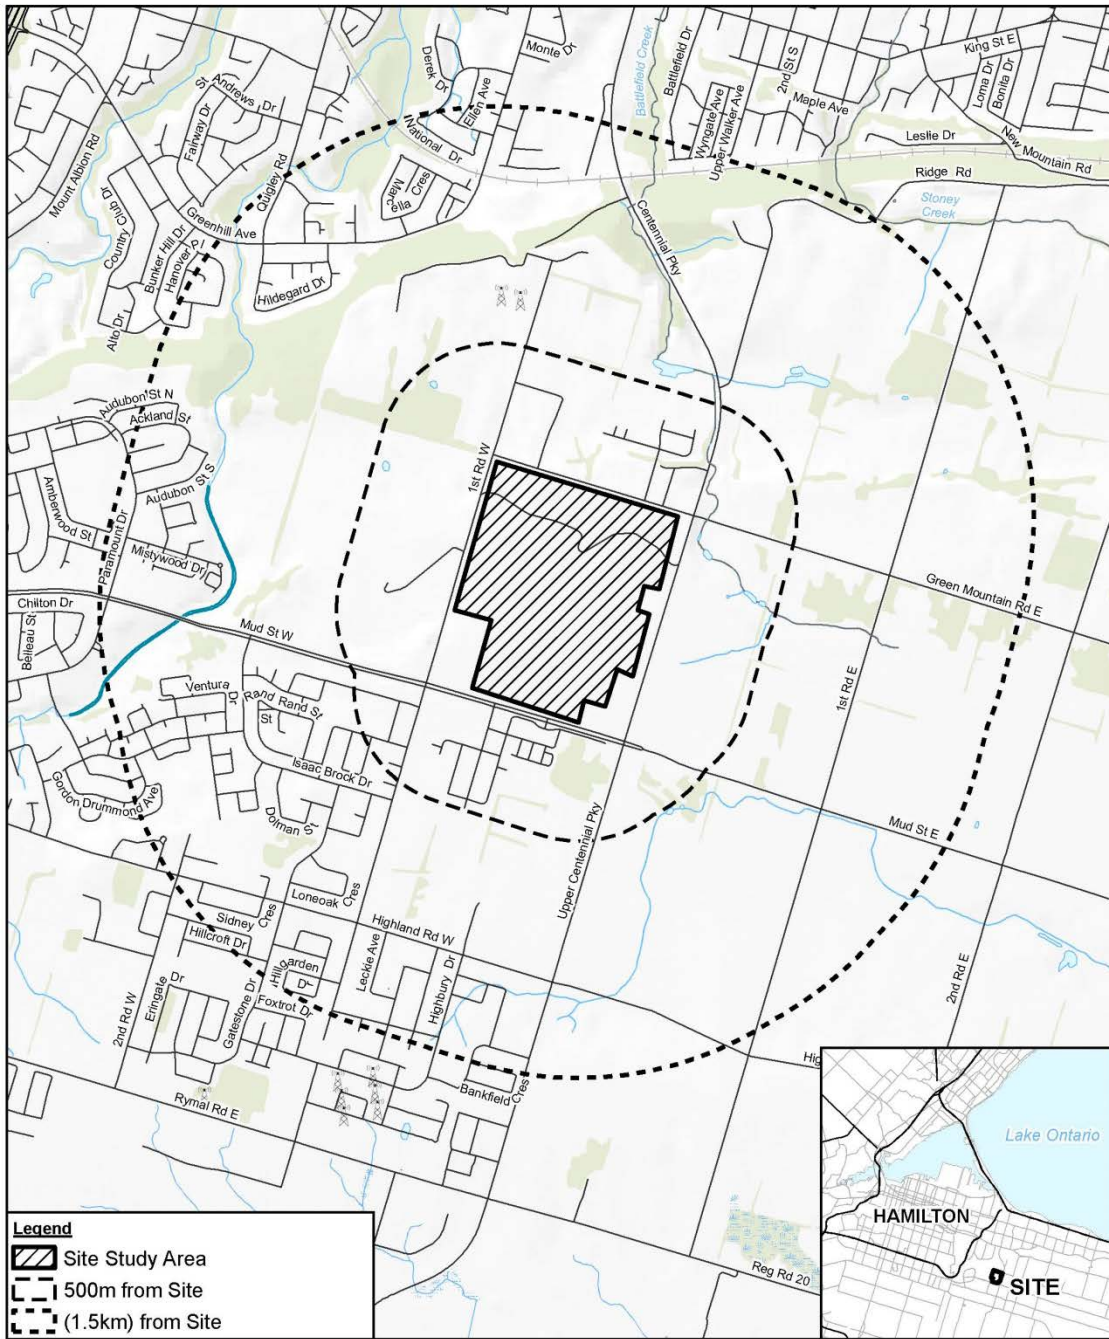 Monte Dr
Derek Dr
Ellen Ave
Battlefield Creek
Battlefield Dr
2nd St S
King St E
Lorna Dr
Bonita Dr
Andrews Dr
St
Fairway Dr
Mount Albion Rd
Maple Ave
Wyngate Ave
Upper Walker Ave
Leslie Dr
New Mountain Rd
National Dr
Marc
ella
Cres
Ridge Rd
Quigley Rd
Stoney
Creek
Country Club Dr
Greenhill Ave
Bunker Hill Dr
Hanover Pl
Centennial Pky
Hildegard Dr
Alto Dr
Audubon St N
Ackland St
1st Rd W
Audubon St S
Amberwood St
Paramount Dr
Mistywood Dr
Chilton Dr
Belleau St
Mud St W
Green Mountain Rd E
Ventura
Dr
Rand Rand St
St
1st Rd E
Isaac Brock Dr
Gordon Drummond Ave
Dolman St
Mud St E
Upper Centennial Pky
Loneoak
Cres
Sidney
Cres
Highland Rd W
Hillcroft Dr
Leckie Ave
Highbury Dr
Hillgarden
Dr
2nd Rd E
Eringate Dr
2nd Rd W
Gatestone Dr
Foxtrot Dr
Bankfield Cres
Rymal Rd E
Reg Rd 20
Lake Ontario
HAMILTON
SITE
Legend
Site Study Area
500m from Site
(1.5km) from Site